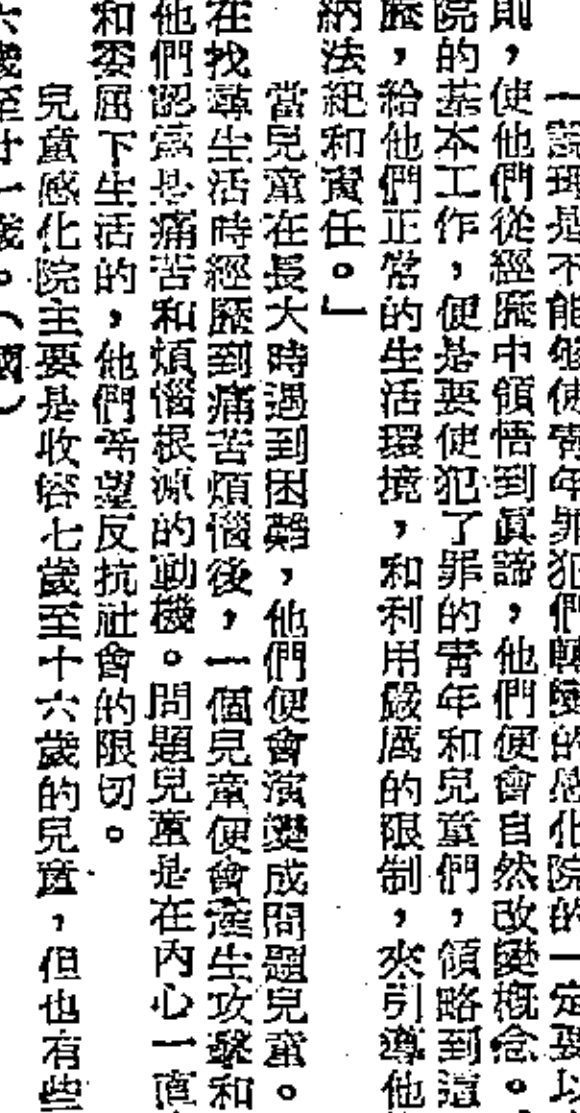 一說理是不能够使靑年罪犯們轉變的感化院的一定要以
則，使他們從經歷中領悟到眞諦，他們便會自然改變槪念。
院的基本工作，便是要使犯了罪的靑年和兒童們，領略到這
歷，給他們正常的生活環境，和利用嚴厲的限制，來引導他
納法紀和責任。」
當兒童在長大時遇到困難，他們便會演變成問題兒童。
在找尋生活時經歷到痛苦煩惱後，一個兒童便會產生攻擊和
他們認為是痛苦和煩惱根源的動機。問題兒童是在內心一直
和委屈下生活的，他們希望反抗社會的限切。
兒童感化院主要是收容七歲至十六歲的兒童，但也有些
六歲至廿一歲。（國）